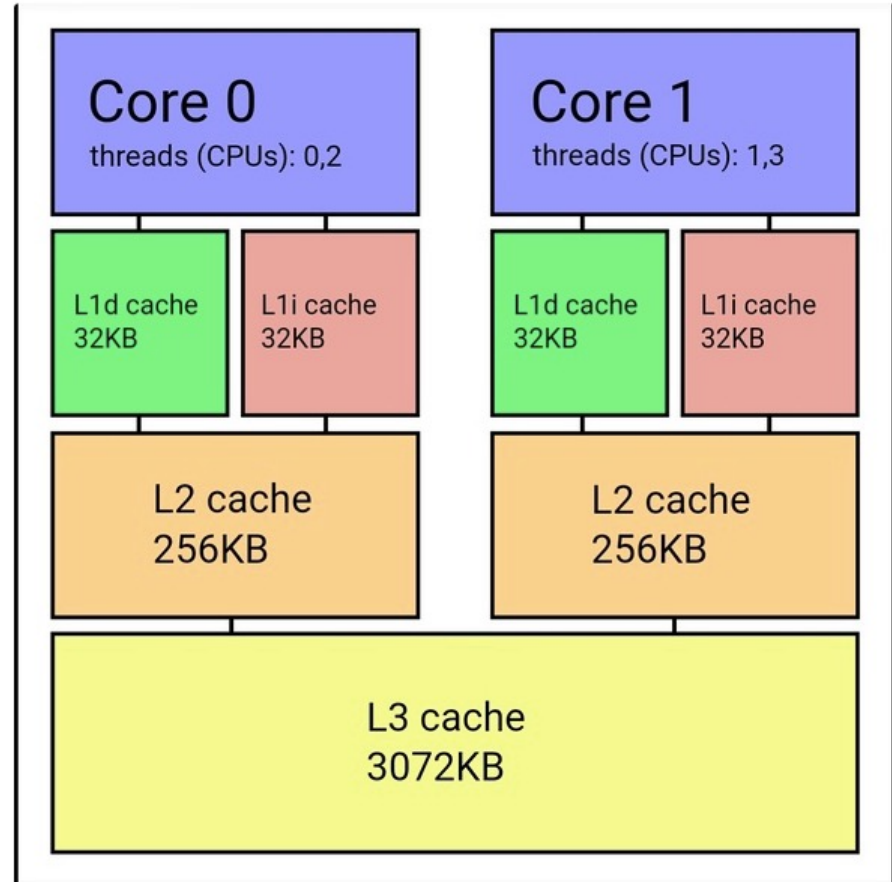 Core 0
threads (CPUs): 0,2
Core 1
threads (CPUs): 1,3
L1d cache
32KB
L1i cache
32KB
L1d cache
32KB
L1i cache
32KB
L2 cache
256KB
L2 cache
256KB
L3 cache
3072KB